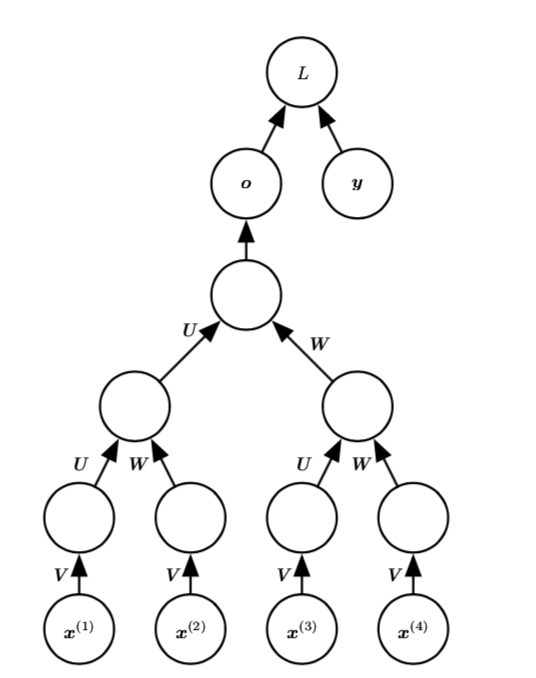 L
o y
U W
U W U W
V V V V
x^(1) x^(2) x^(3) x^(4)